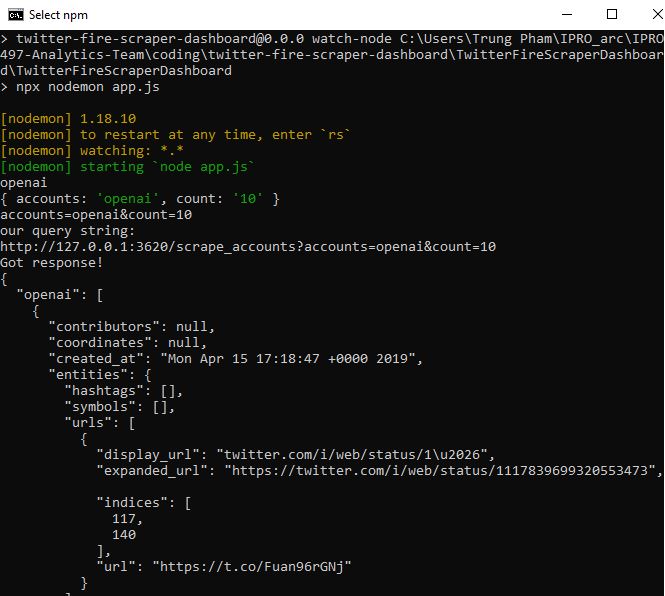 Select npm
> twitter-fire-scraper-dashboard@0.0.0 watch-node C:\Users\Trung Pham\IPRO_arc\IPRO
497-Analytics-Team\coding\twitter-fire-scraper-dashboard\TwitterFireScraperDashboar
d\TwitterFireScraperDashboard
> npx nodemon app.js
[nodemon] 1.18.10
[nodemon] to restart at any time, enter `rs`
[nodemon] watching: *.*
[nodemon] starting `node app.js`
openai
{ accounts: 'openai', count: '10' }
accounts=openai&count=10
our query string:
http://127.0.0.1:3620/scrape_accounts?accounts=openai&count=10
Got response!
{
  "openai": [
    {
      "contributors": null,
      "coordinates": null,
      "created_at": "Mon Apr 15 17:18:47 +0000 2019",
      "entities": {
        "hashtags": [],
        "symbols": [],
        "urls": [
          {
            "display_url": "twitter.com/i/web/status/1\u2026",
            "expanded_url": "https://twitter.com/i/web/status/1117839699320553473",
            "indices": [
              117,
              140
            ],
            "url": "https://t.co/Fuan96rGNj"
          }